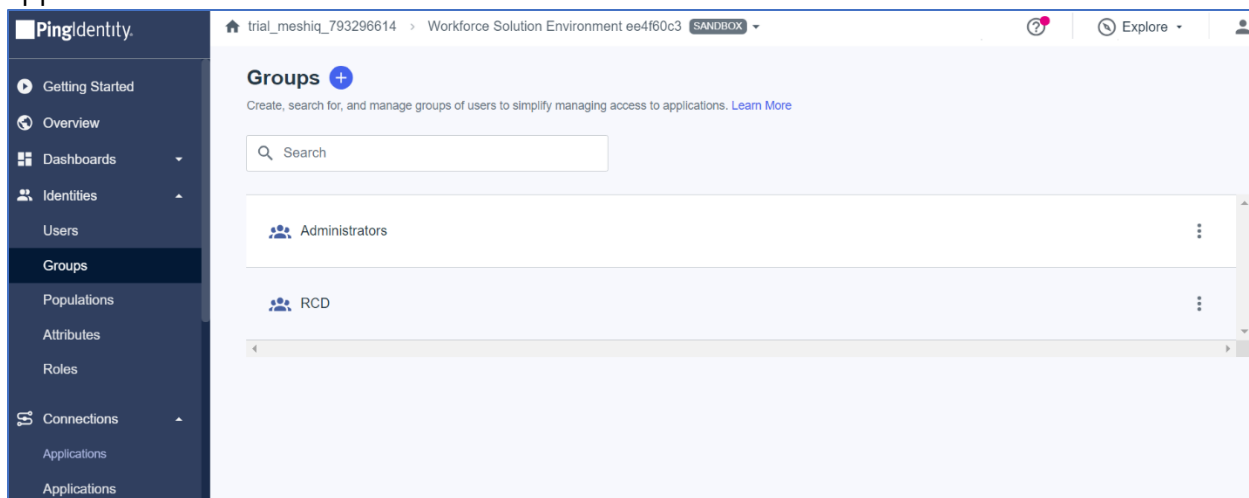 PingIdentity.
trial_meshiq_793296614 > Workforce Solution Environment ee4f60c3 SANDBOX
? Explore
Getting Started
Overview
Dashboards
Identities
Users
Groups
Populations
Attributes
Roles
Connections
Applications
Applications
Groups +
Create, search for, and manage groups of users to simplify managing access to applications. Learn More
Search
Administrators
RCD